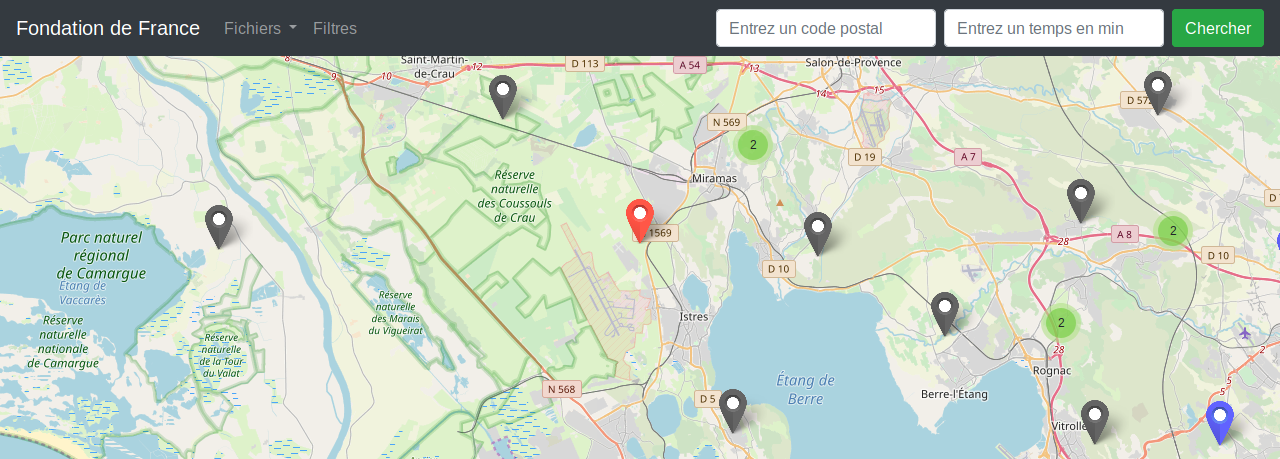 Fondation de France
Fichiers
Filtres
Entrez un code postal
Entrez un temps en min
Chercher
8
10
Saint-Martin-
de-Crau
12
D 113
A 54
13
Salon-de-Provence
14
15
D 572
N 569
2
D 19
A 7
Réserve
naturelle
des Coussouls
de Crau
Miramas
1569
D 10
28
A 8
2
D 10
D
Parc naturel
régional
de Camargue
Étang de
Vaccarès
Réserve
naturelle
nationale
de Camargue
Réserve
naturelle
de la Tour
du Valat
Réserve
naturelle
des Marais
du Vigueirat
Istres
2
28
2
Rognac
N 568
D 5
Étang de
Berre
Berre-l'Étang
5
5
Vitrolle